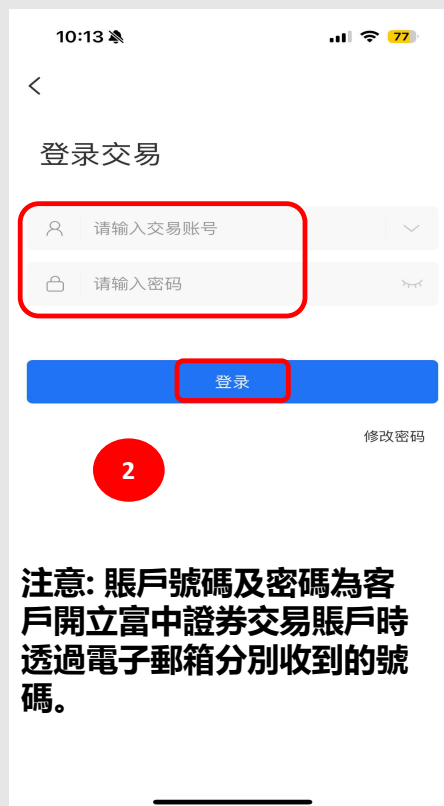 10:13
77
登录交易
请输入交易账号
请输入密码
登录
修改密码
2
注意: 賬戶號碼及密碼為客
戶開立富中證券交易賬戶時
透過電子郵箱分別收到的號
碼。